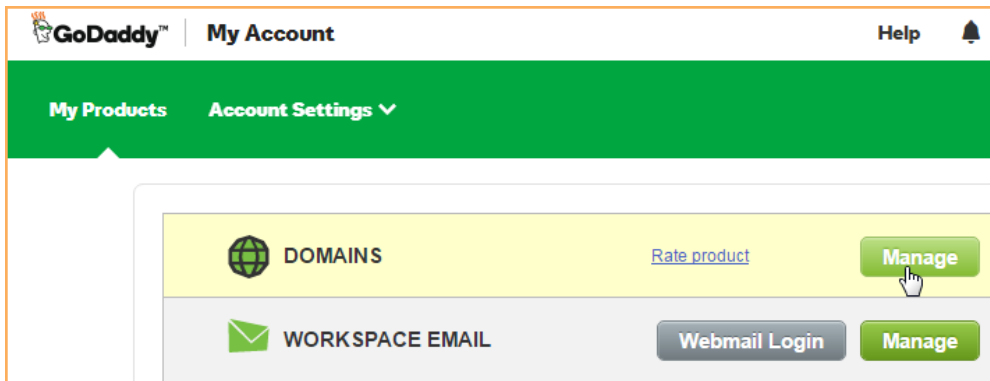 GoDaddy™ My Account Help
My Products Account Settings
DOMAINS Rate product Manage
WORKSPACE EMAIL Webmail Login Manage